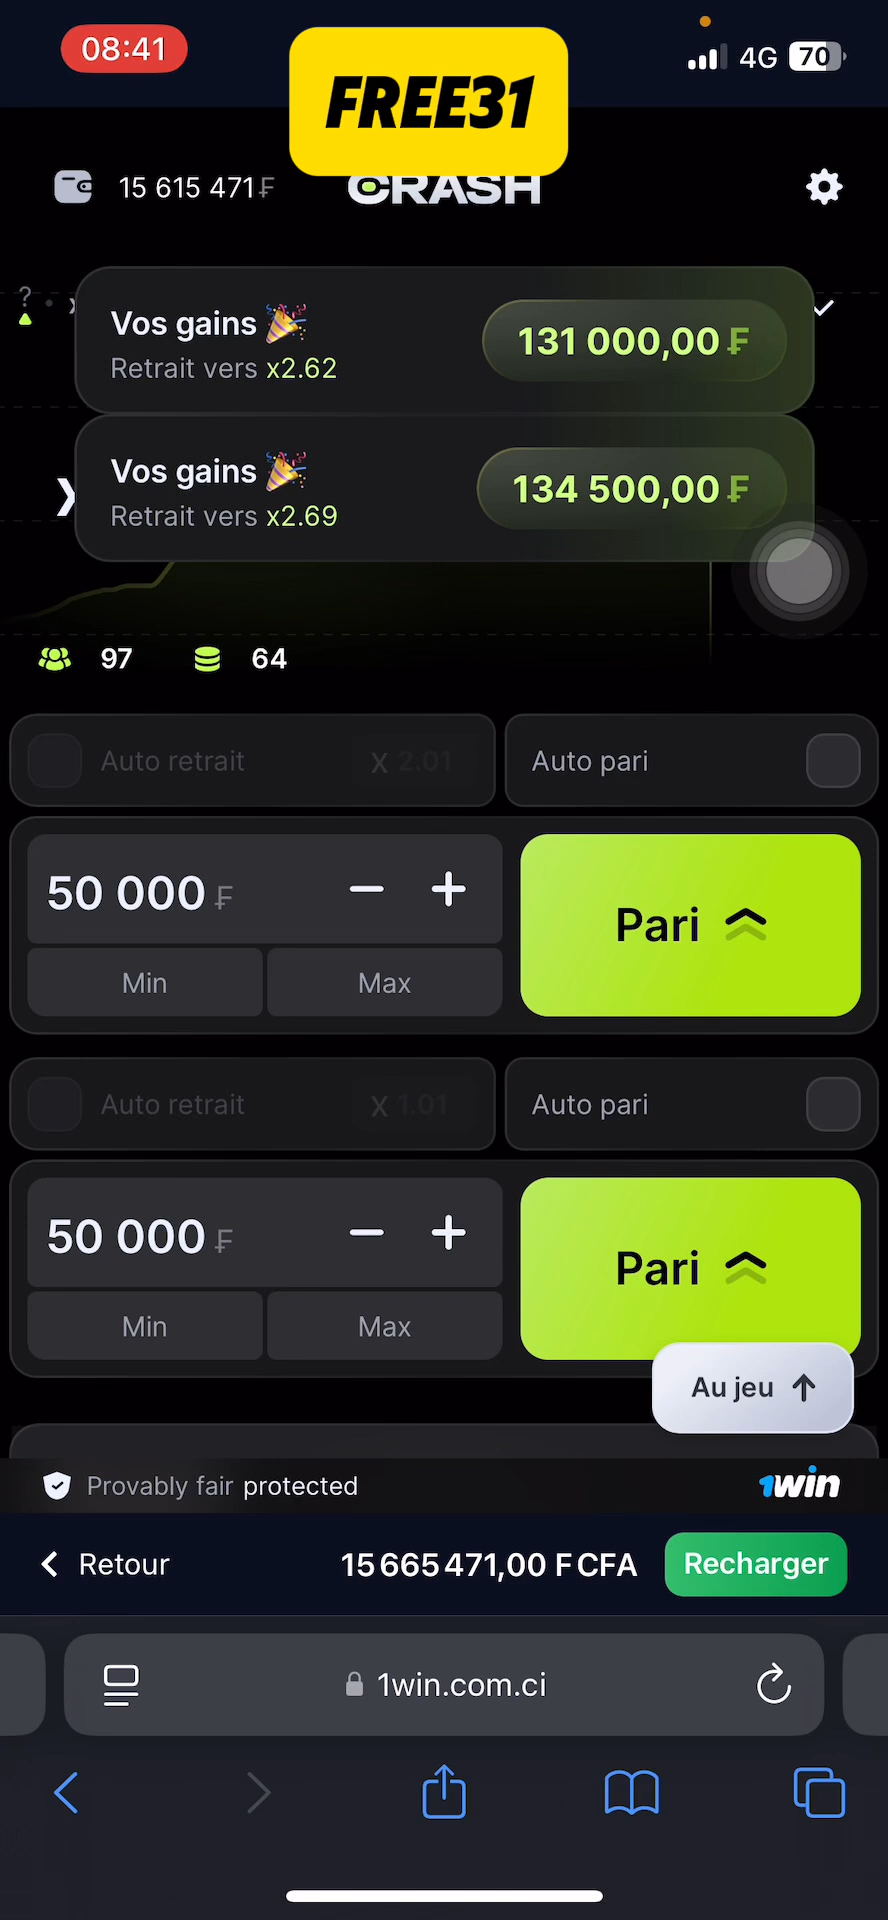 08:41
4G
70
FREE31
15 615 471 ₣
CRASH
?
Vos gains 🎉
131 000,00 ₣
Retrait vers x2.62
Vos gains 🎉
134 500,00 ₣
Retrait vers x2.69
97
64
Auto retrait
X 2.01
Auto pari
50 000 ₣
Min
Max
Pari
Auto retrait
X 1.01
Auto pari
50 000 ₣
Min
Max
Pari
Au jeu
Provably fair protected
1win
Retour
15 665 471,00 F CFA
Recharger
1win.com.ci